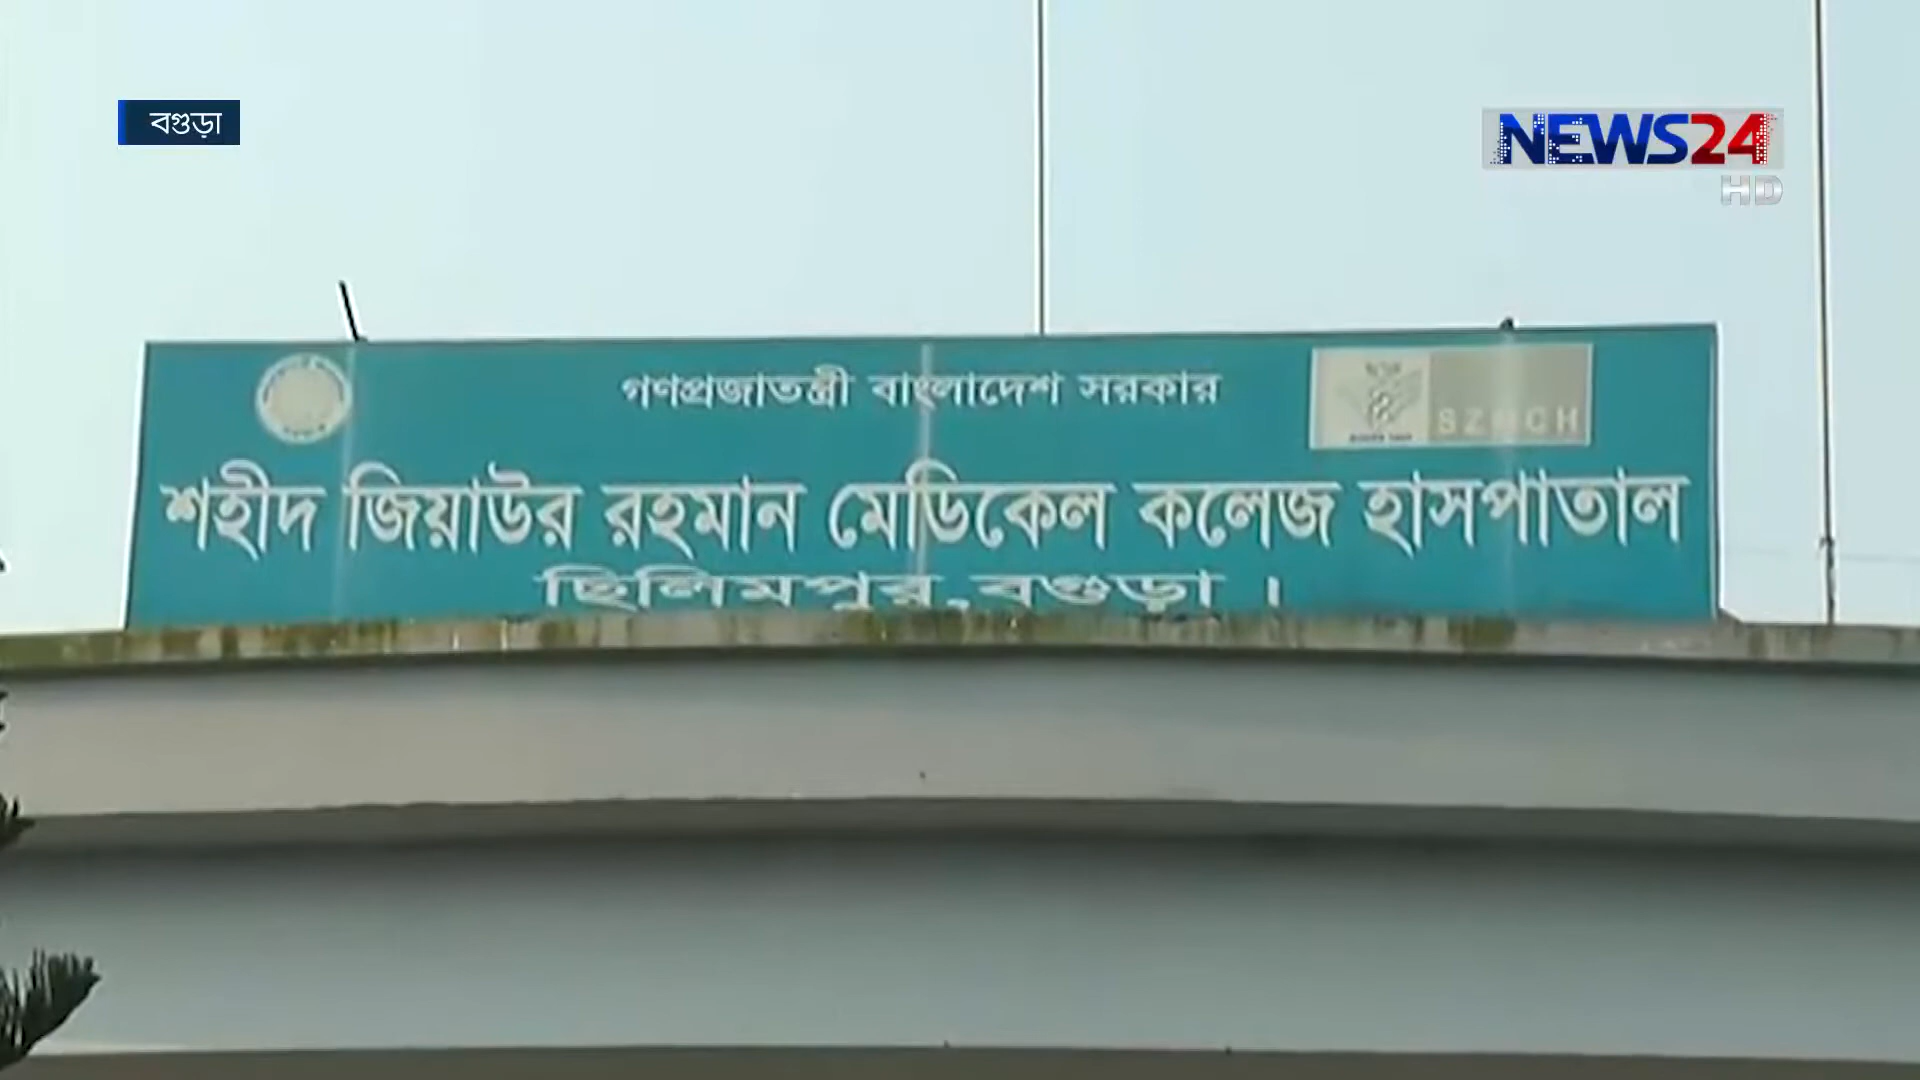 বগুড়া
NEWS24
HD
গণপ্রজাতন্ত্রী বাংলাদেশ সরকার
SZMCH
শহীদ জিয়াউর রহমান মেডিকেল কলেজ হাসপাতাল
ছিলিমপুর,বগুড়া ।